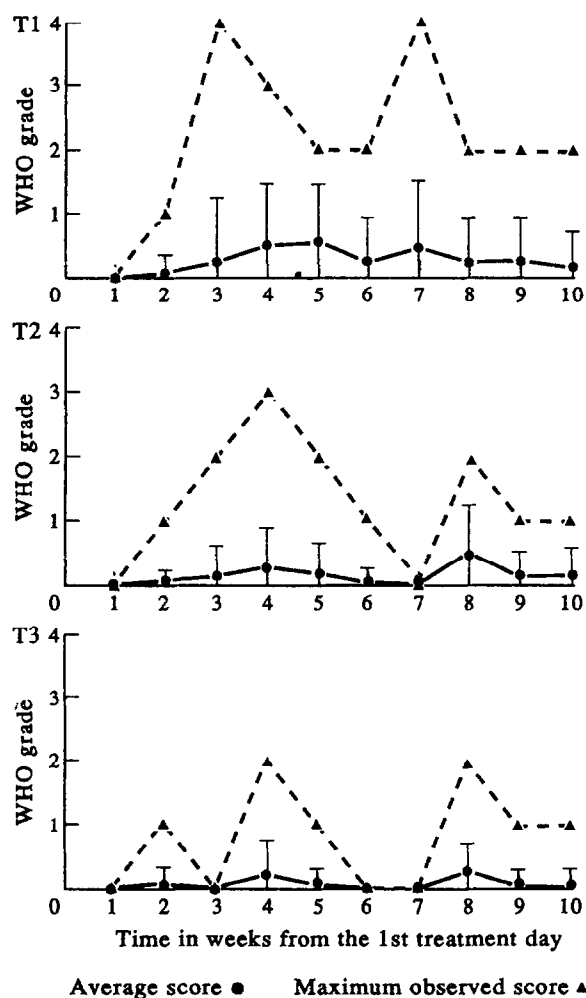 T1 4
3
WHO grade
2
1
0
1 2 3 4 5 6 7 8 9 10
T2 4
3
WHO grade
2
1
0
1 2 3 4 5 6 7 8 9 10
T3 4
3
WHO grade
2
1
0
1 2 3 4 5 6 7 8 9 10
Time in weeks from the 1st treatment day
Average score ● Maximum observed score ▲